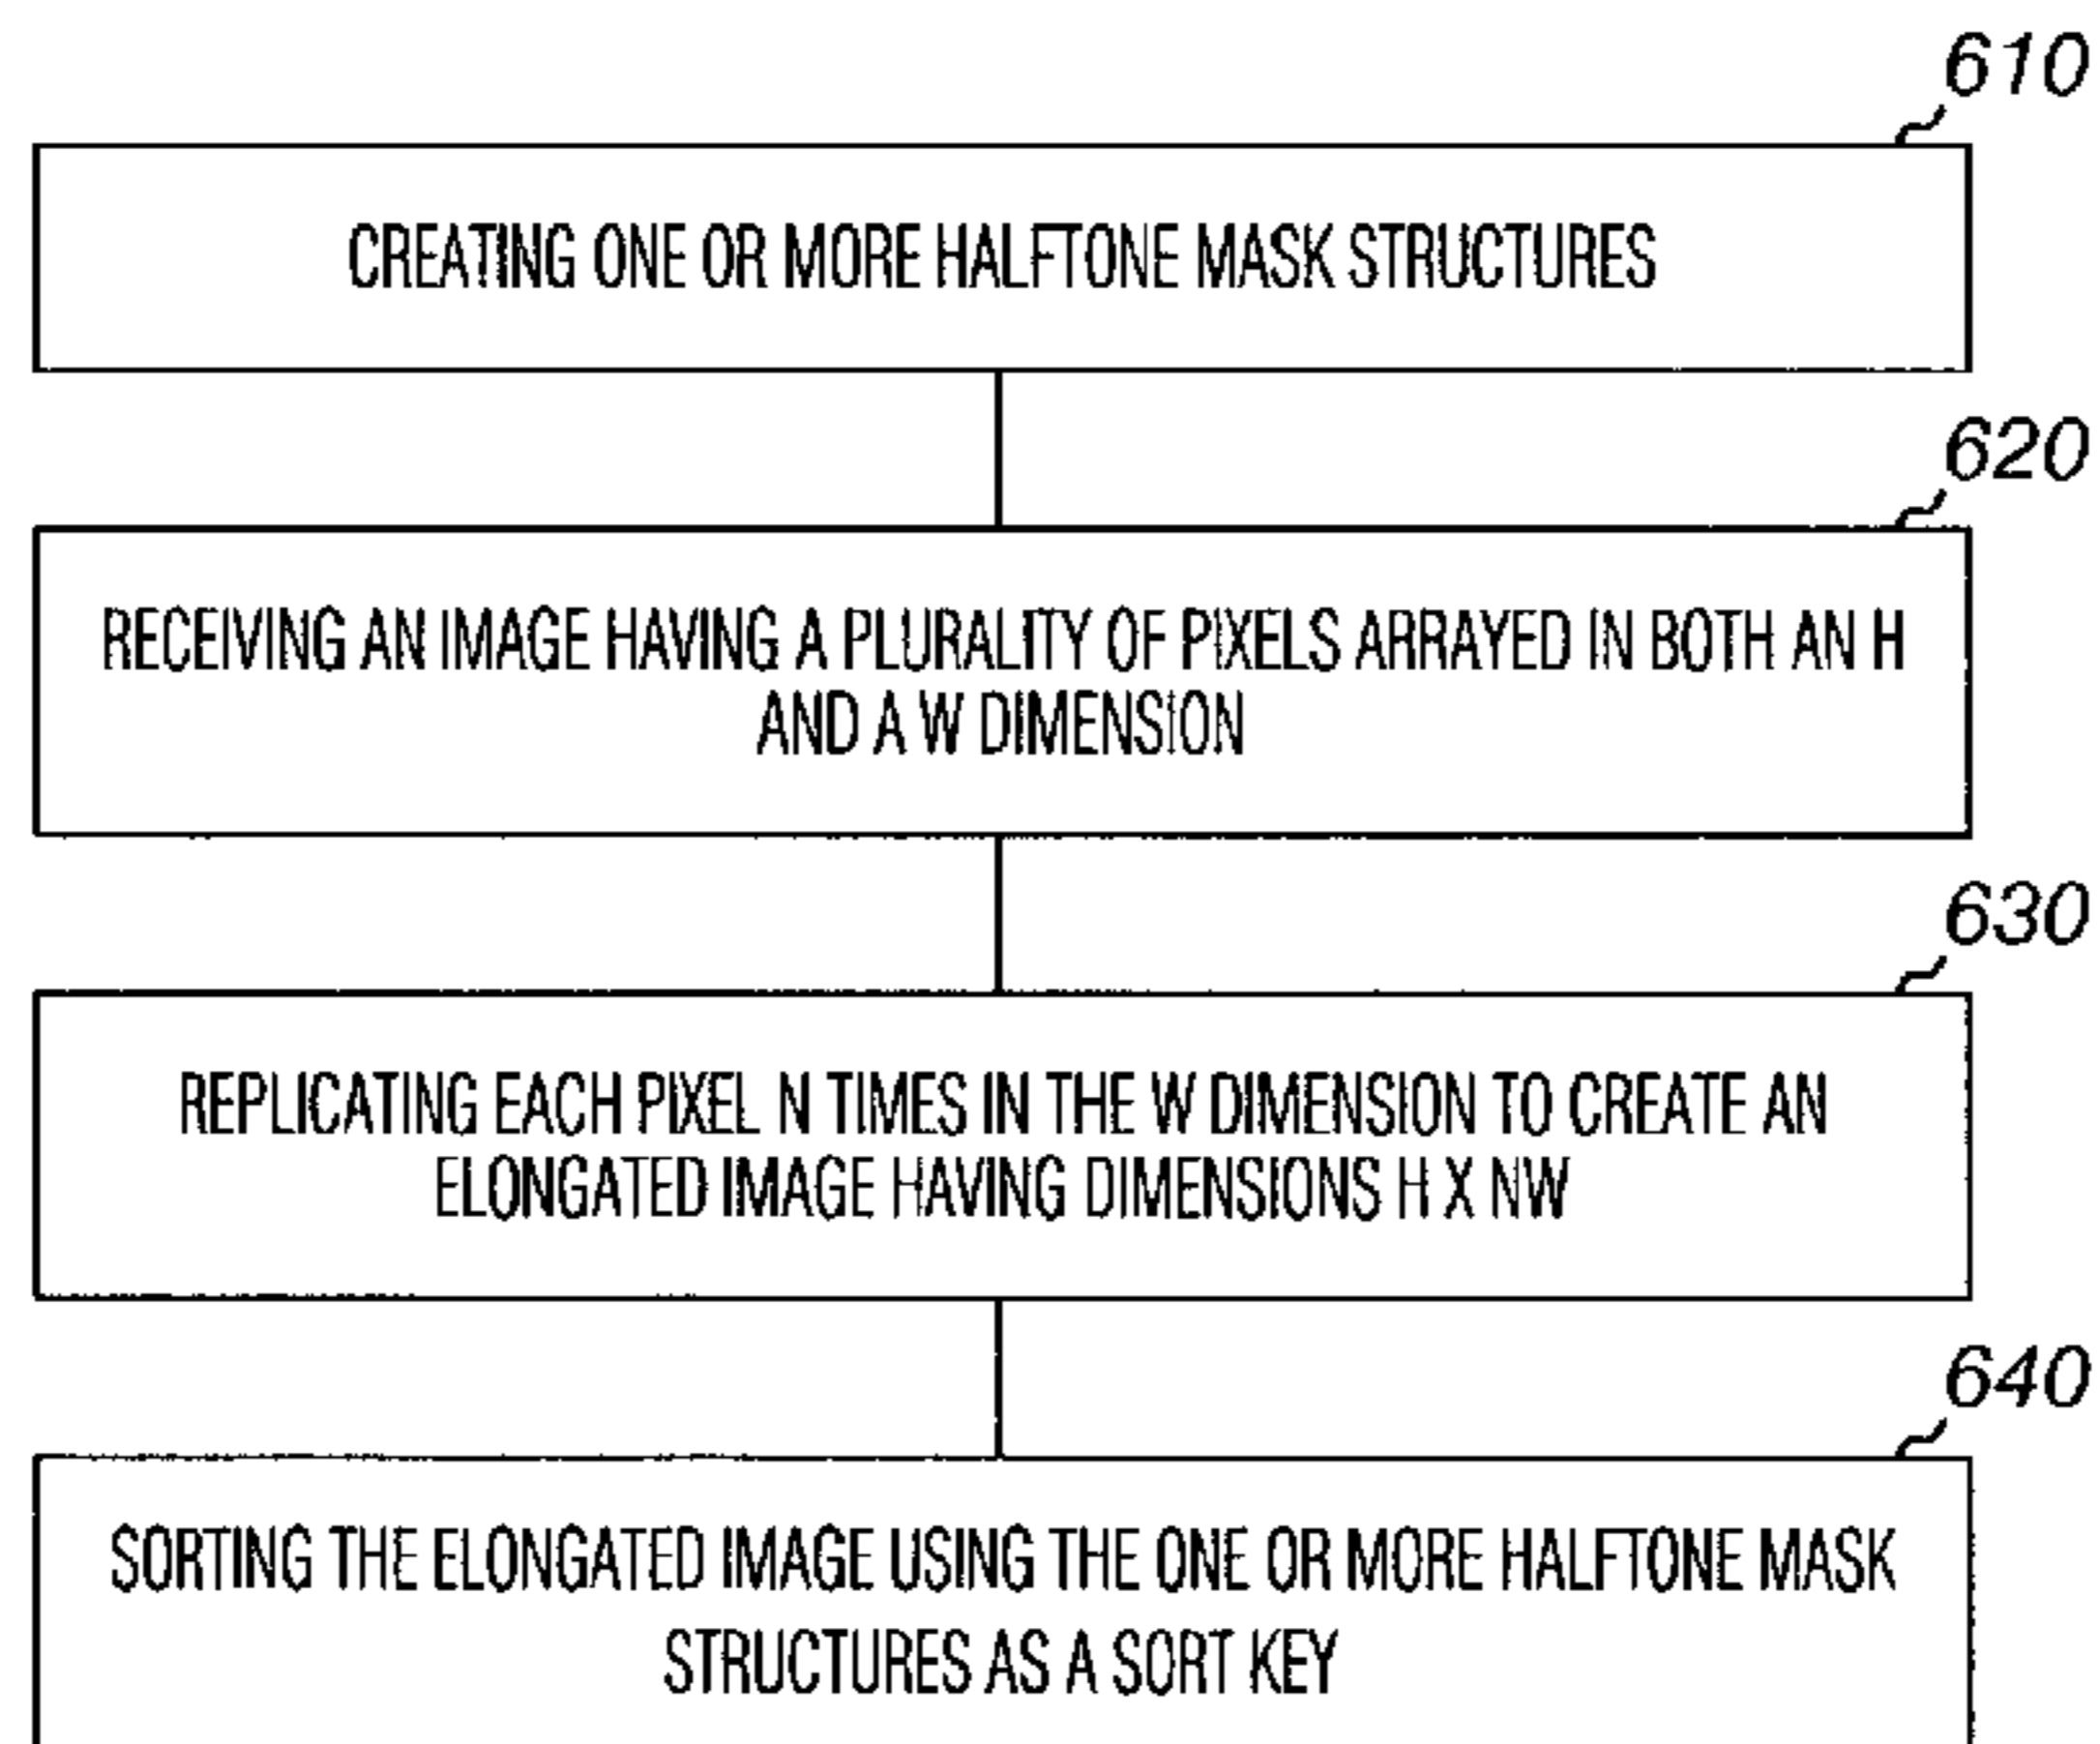 610
CREATING ONE OR MORE HALFTONE MASK STRUCTURES
620
RECEIVING AN IMAGE HAVING A PLURALITY OF PIXELS ARRAYED IN BOTH AN H
AND A W DIMENSION
630
REPLICATING EACH PIXEL N TIMES IN THE W DIMENSION TO CREATE AN
ELONGATED IMAGE HAVING DIMENSIONS H X NW
640
SORTING THE ELONGATED IMAGE USING THE ONE OR MORE HALFTONE MASK
STRUCTURES AS A SORT KEY